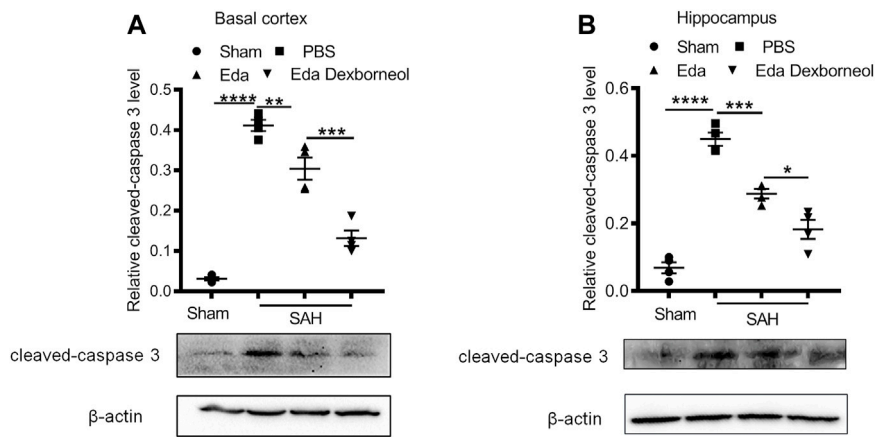 A
Basal cortex
● Sham ■ PBS
▲ Eda ▼ Eda Dexborneol
Relative cleaved-caspase 3 level
0.5
0.4
0.3
0.2
0.1
0.0
**** ** ***
Sham
SAH
cleaved-caspase 3
β-actin
B
Hippocampus
● Sham ■ PBS
▲ Eda ▼ Eda Dexborneol
Relative cleaved-caspase 3 level
0.6
0.4
0.2
0.0
**** *** *
Sham
SAH
cleaved-caspase 3
β-actin